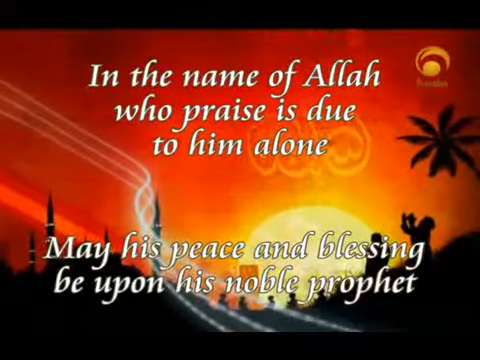 In the name of Allah
who praise is due
to him alone
May his peace and blessing
be upon his noble prophet